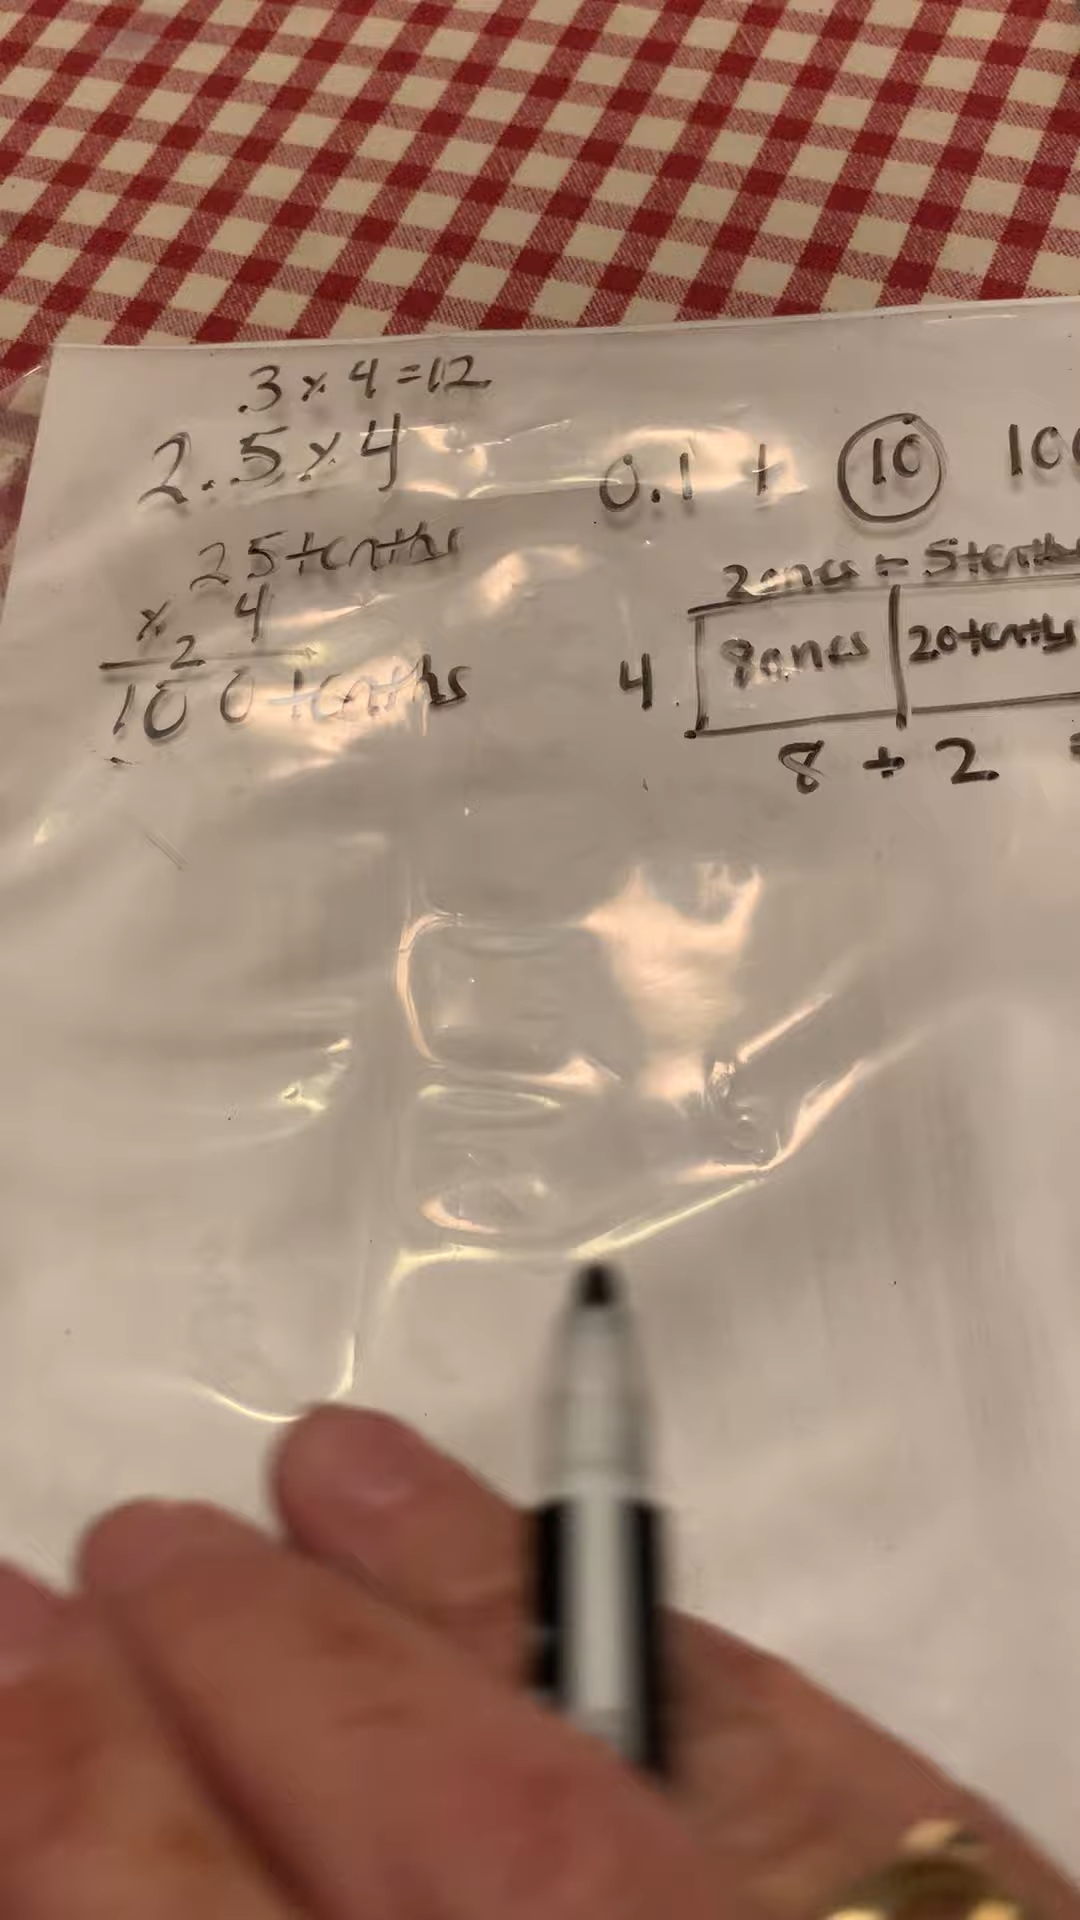 3 x 4 = 12
2.5 x 4
25 tenths
x 4
2
100 tenths
0.1 1 10 100
2 ones + 5 tenths
4 8 ones 20 tenths
8 + 2 =